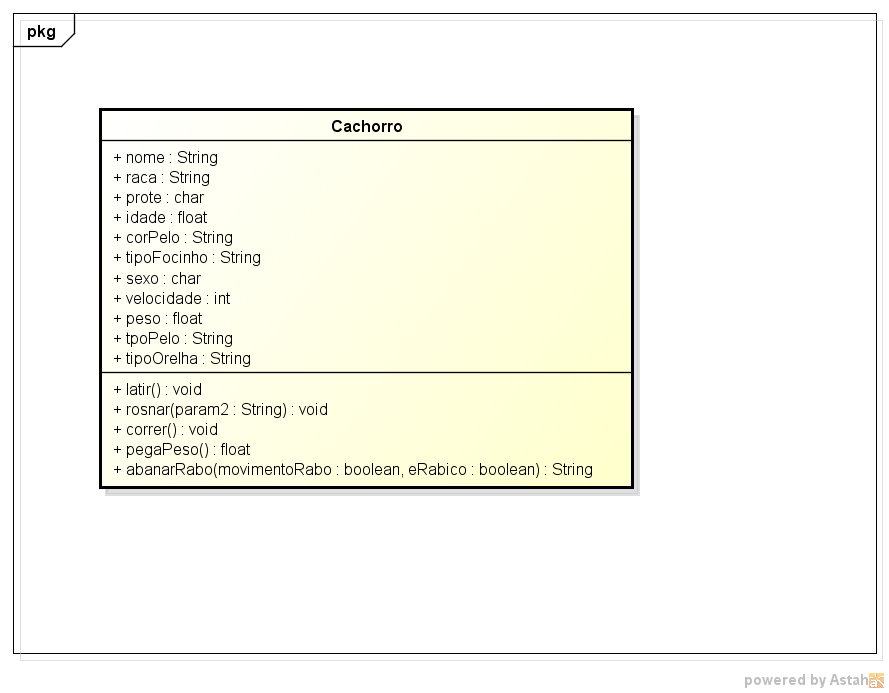 pkg
Cachorro
+ nome : String
+ raca : String
+ prote : char
+ idade : float
+ corPelo : String
+ tipoFocinho : String
+ sexo : char
+ velocidade : int
+ peso : float
+ tpoPelo : String
+ tipoOrelha : String
+ latir() : void
+ rosnar(param2 : String) : void
+ correr() : void
+ pegaPeso() : float
+ abanarRabo(movimentoRabo : boolean, eRabico : boolean) : String
powered by Astah